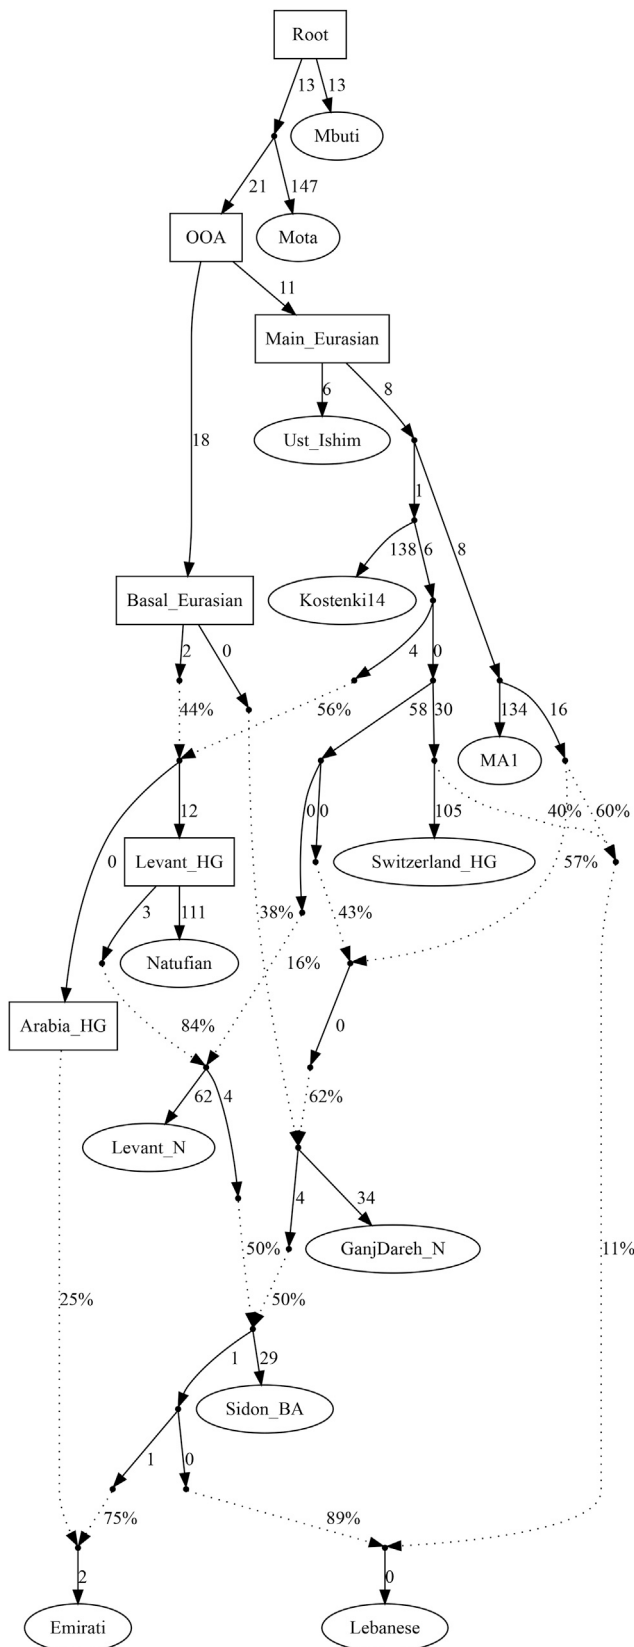 Root
13 13
Mbuti
21 147
OOA Mota
11
Main_Eurasian
6 8
Ust_Ishim
18
1
138 6 8
Basal_Eurasian Kostenki14
2 0 4 0
44% 56% 58 30 134 16
MA1
12 0 0 105 40% 60%
0 Levant_HG Switzerland_HG 57%
3 111 38% 43%
Natufian 16%
Arabia_HG 84% 0
62 4 62%
Levant_N
4 34
50% GanjDareh_N 11%
25% 50%
1 29
Sidon_BA
1 0
75% 89%
2 0
Emirati Lebanese